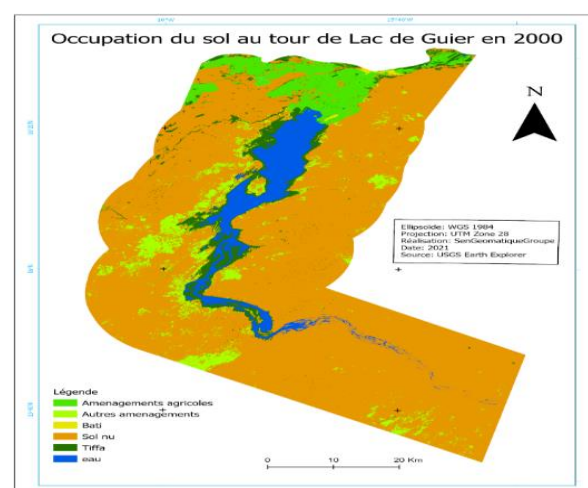 Occupation du sol au tour de Lac de Guier en 2000
N
Ellipsoide: WGS 1984
Projection: UTM Zone 28
Réalisation: SenGeomatiqueGroupe
Date: 2021
Source: USGS Earth Explorer
Légende
Amenagements agricoles
Autres amenagements
Bati
Sol nu
Tiffa
eau
0 10 20 Km